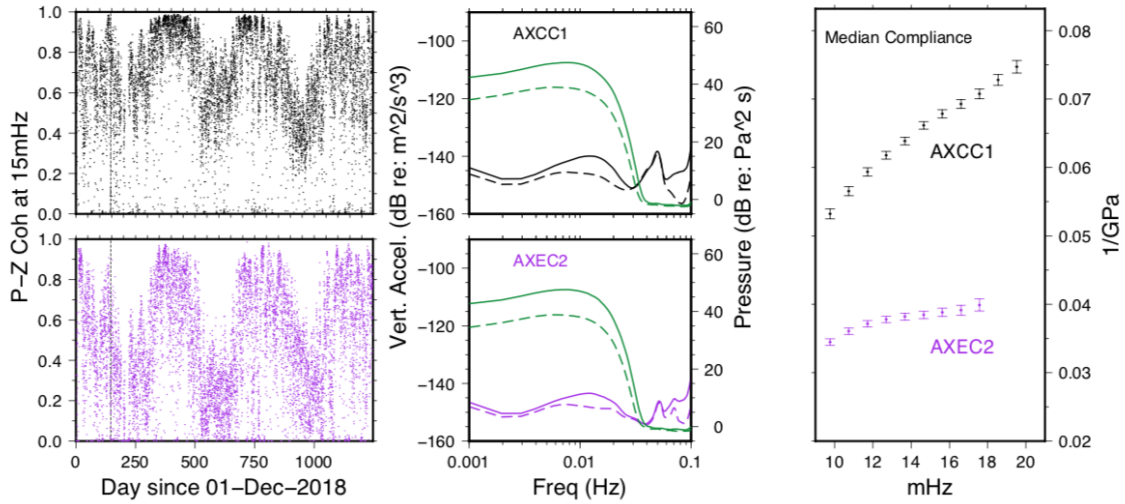 P−Z Coh at 15mHz
1.0
0.8
0.6
0.4
0.2
0.0
1.0
0.8
0.6
0.4
0.2
0.0
0 250 500 750 1000
Day since 01−Dec−2018
Vert. Accel. (dB re: m^2/s^3)
−100
−120
−140
−160
−100
−120
−140
−160
AXCC1
AXEC2
0.001 0.01 0.1
Freq (Hz)
60
40
20
0
60
40
20
0
Pressure (dB re: Pa^2 s)
Median Compliance
AXCC1
AXEC2
10 12 14 16 18 20
mHz
0.08
0.07
0.06
0.05
0.04
0.03
0.02
1/GPa